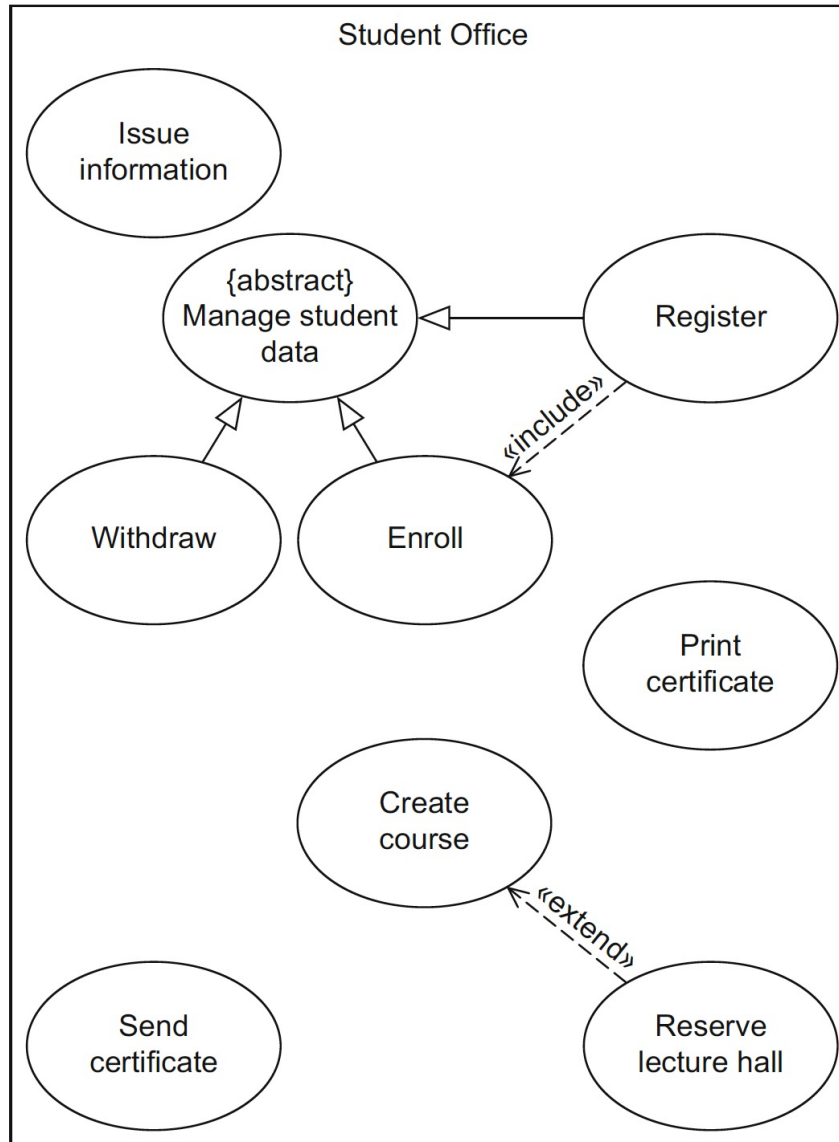 Student Office
Issue
information
{abstract}
Manage student
data
Register
«include»
Withdraw
Enroll
Print
certificate
Create
course
«extend»
Send
certificate
Reserve
lecture hall